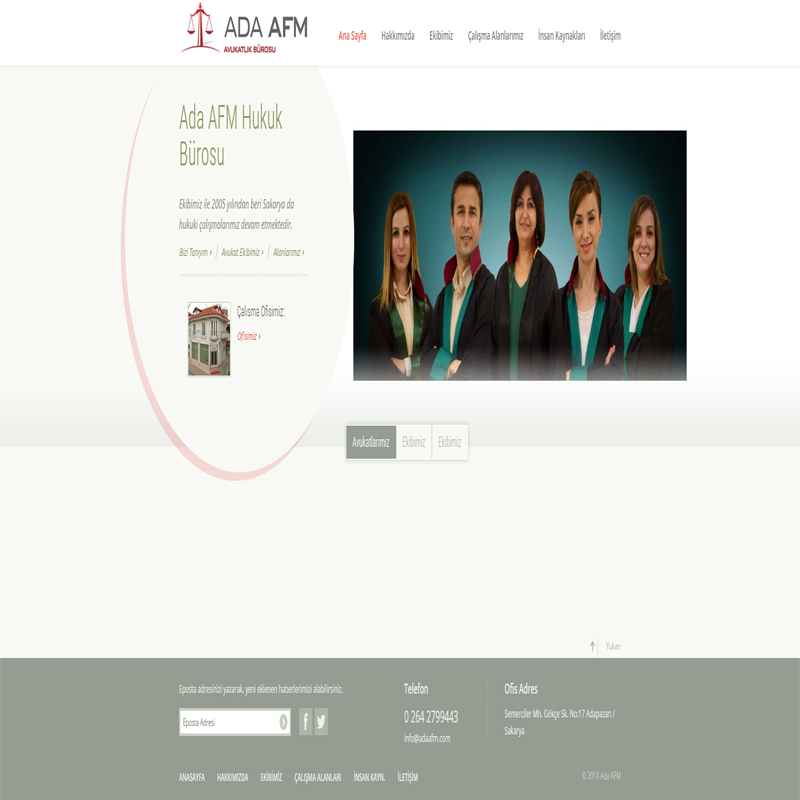 ADA AFM
AVUKATLIK BÜROSU
Ana Sayfa
Hakkımızda
Ekibimiz
Çalışma Alanlarımız
İnsan Kaynakları
İletişim
Ada AFM Hukuk
Bürosu
Ekibimiz ile 2005 yılından beri Sakarya da
hukuki çalışmalarımız devam etmektedir.
Bizi Tanıyım › / Avukat Ekibimiz › / Alanlarımız ›
Çalısma Ofisimiz:
Ofisimiz ›
Avukatlarımız
Ekibimiz
Ekibimiz
Yukarı
Eposta adresinizi yazarak, yeni eklenen haberlerimizi alabilirsiniz.
Eposta Adresi
Telefon
0 264 2799443
info@adaafm.com
Ofis Adres
Semerciler Mh. Gökçe Sk. No:17 Adapazarı /
Sakarya
ANASAYFA
HAKKIMIZDA
EKİBİMİZ
ÇALIŞMA ALANLARI
İNSAN KAYN.
İLETİŞİM
© 2014 Ada AFM